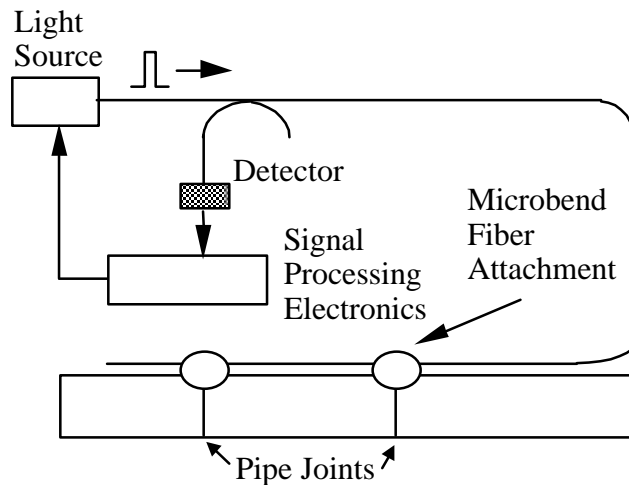 Light
Source
Detector
Microbend
Fiber
Attachment
Signal
Processing
Electronics
Pipe Joints